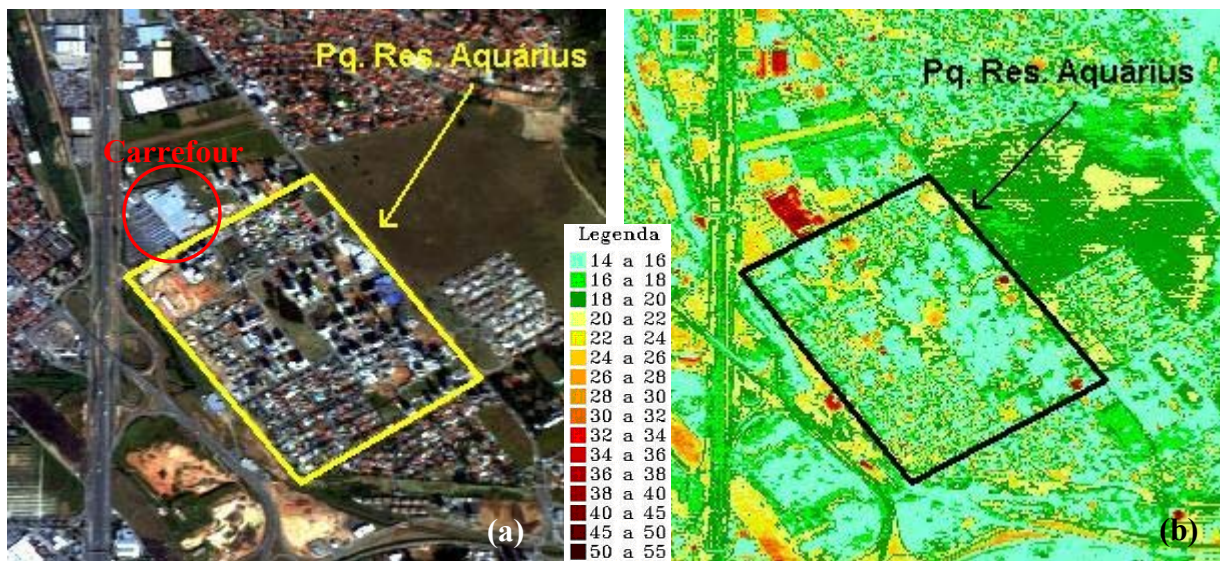 Pq. Res. Aquárius
Carrefour
(a)
Pq. Res. Aquárius
(b)
Legenda
14 a 16
16 a 18
18 a 20
20 a 22
22 a 24
24 a 26
26 a 28
28 a 30
30 a 32
32 a 34
34 a 36
36 a 38
38 a 40
40 a 45
45 a 50
50 a 55